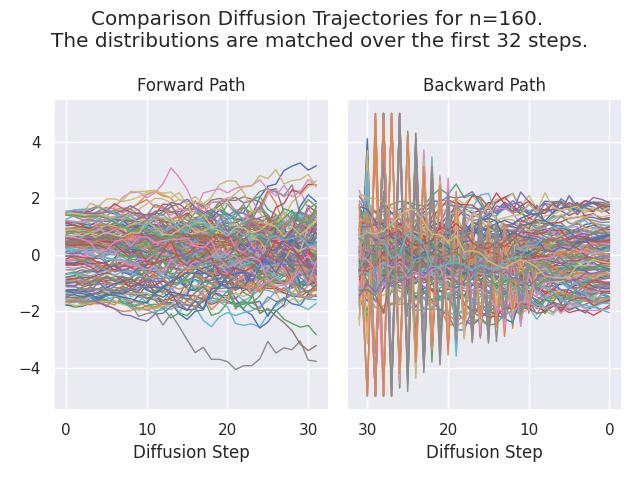 Comparison Diffusion Trajectories for n=160.
The distributions are matched over the first 32 steps.
Forward Path
Backward Path
4
2
0
−2
−4
0 10 20 30
30 20 10 0
Diffusion Step
Diffusion Step